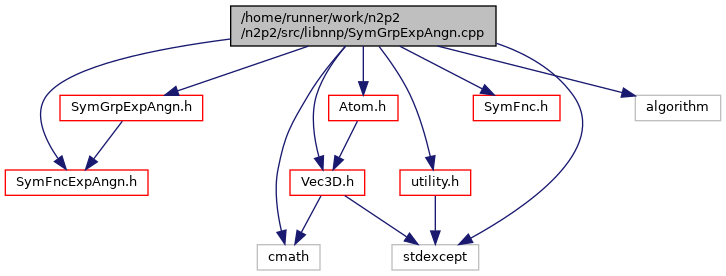 /home/runner/work/n2p2
/n2p2/src/libnnp/SymGrpExpAngn.cpp
SymGrpExpAngn.h
Atom.h
SymFnc.h
algorithm
SymFncExpAngn.h
Vec3D.h
utility.h
cmath
stdexcept